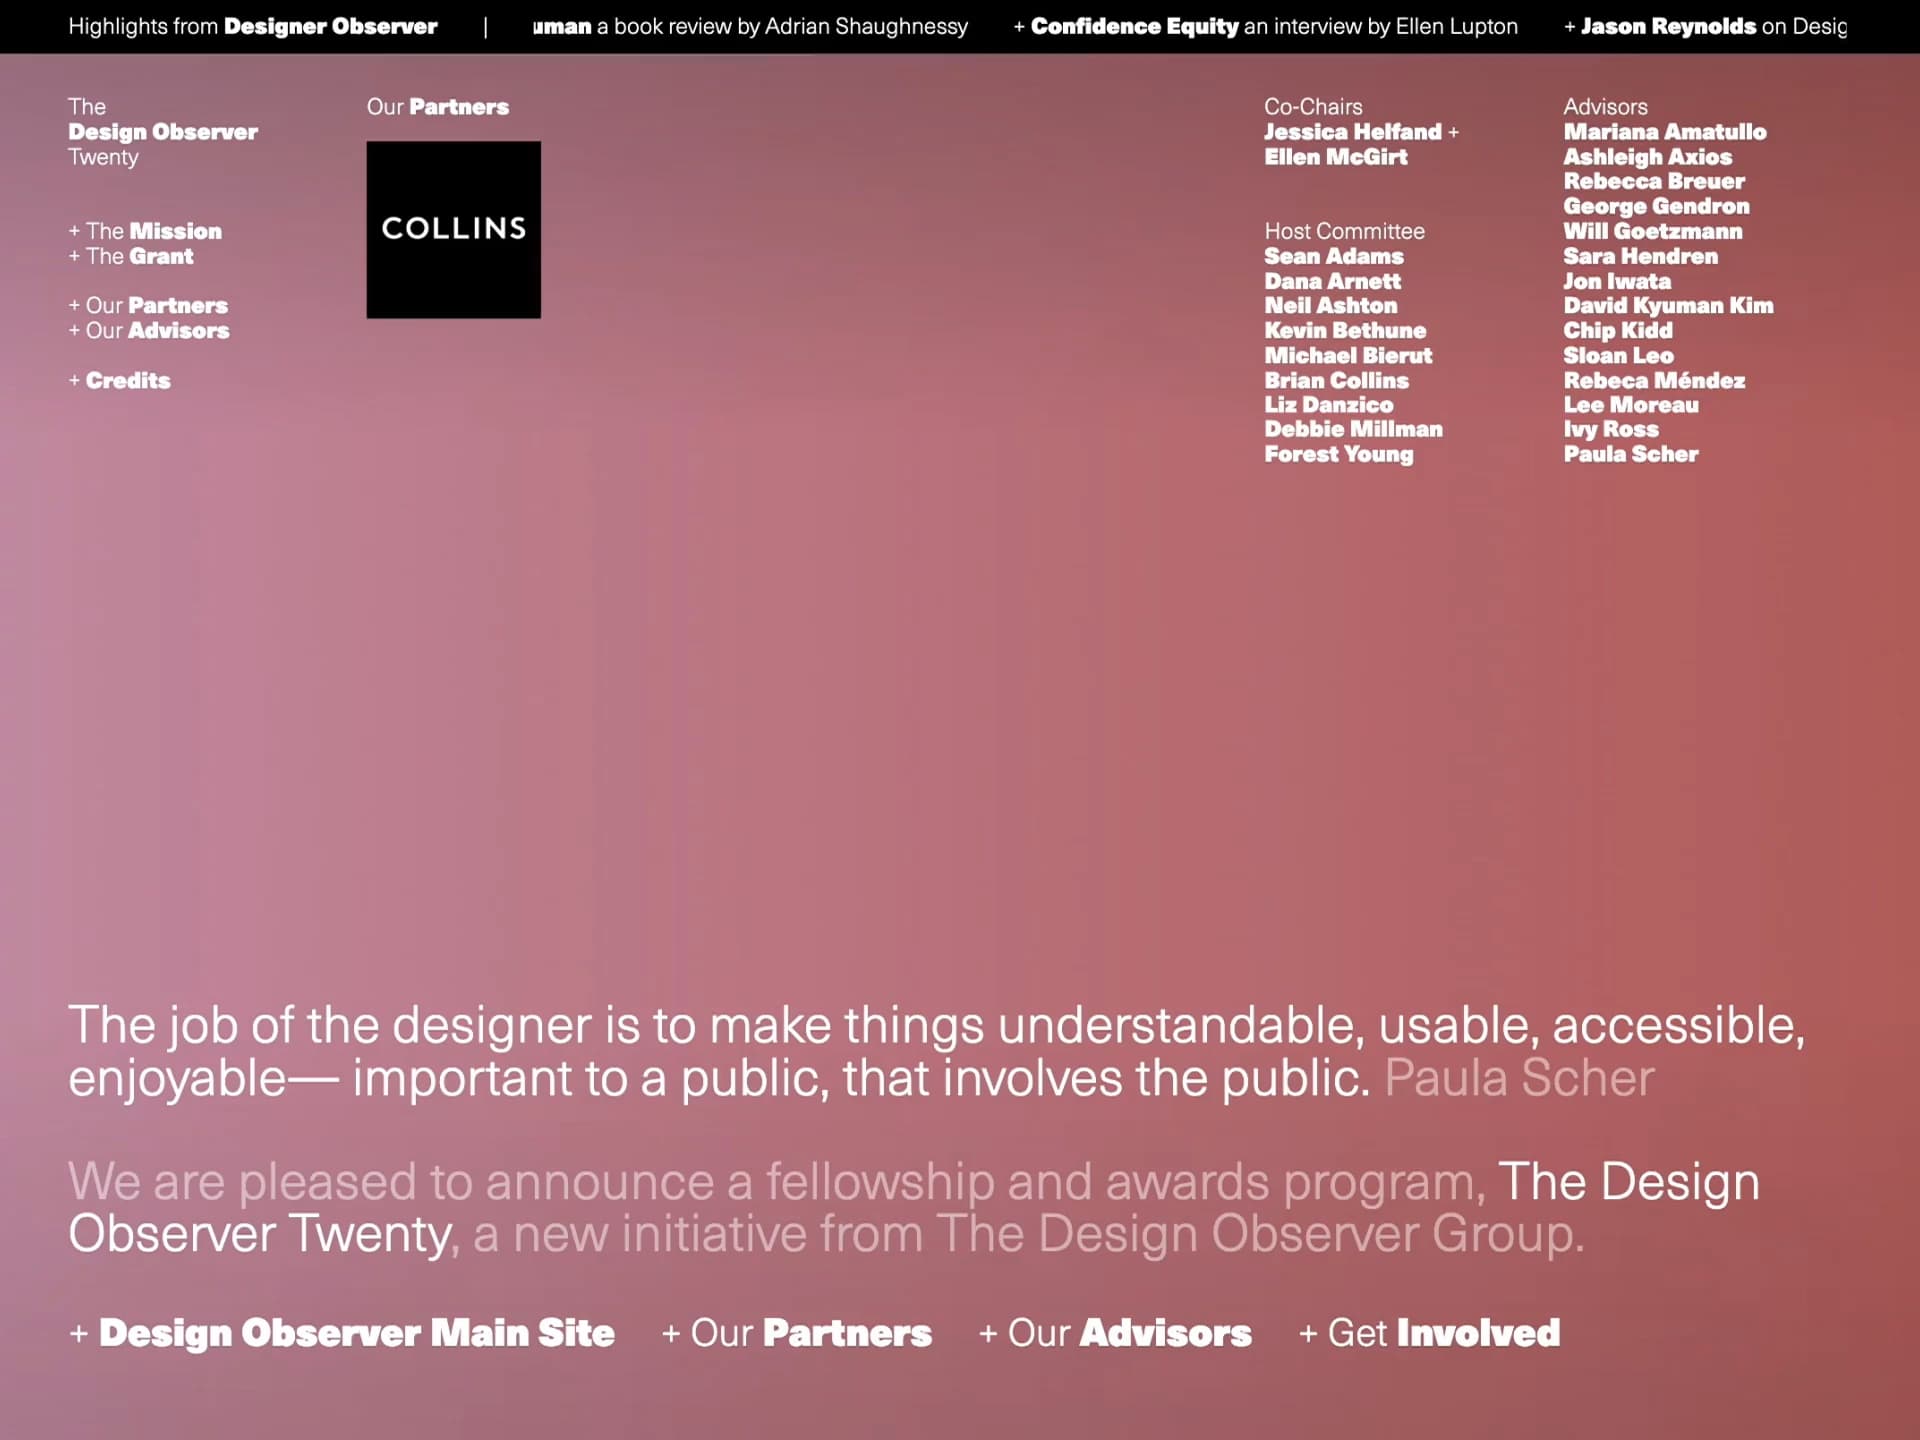 Highlights from Designer Observer | uman a book review by Adrian Shaughnessy + Confidence Equity an interview by Ellen Lupton + Jason Reynolds on Desig
The
Design Observer
Twenty
+ The Mission
+ The Grant
+ Our Partners
+ Our Advisors
+ Credits
Our Partners
COLLINS
Co-Chairs
Jessica Helfand +
Ellen McGirt
Host Committee
Sean Adams
Dana Arnett
Neil Ashton
Kevin Bethune
Michael Bierut
Brian Collins
Liz Danzico
Debbie Millman
Forest Young
Advisors
Mariana Amatullo
Ashleigh Axios
Rebecca Breuer
George Gendron
Will Goetzmann
Sara Hendren
Jon Iwata
David Kyuman Kim
Chip Kidd
Sloan Leo
Rebeca Méndez
Lee Moreau
Ivy Ross
Paula Scher
The job of the designer is to make things understandable, usable, accessible,
enjoyable— important to a public, that involves the public. Paula Scher
We are pleased to announce a fellowship and awards program, The Design
Observer Twenty, a new initiative from The Design Observer Group.
+ Design Observer Main Site + Our Partners + Our Advisors + Get Involved